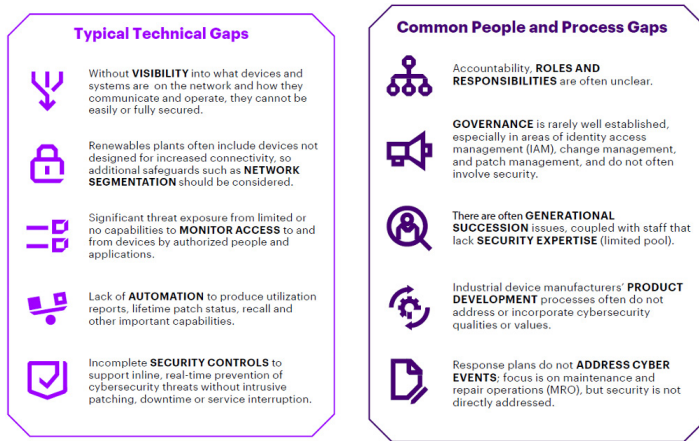 Typical Technical Gaps
Without VISIBILITY into what devices and
systems are on the network and how they
communicate and operate, they cannot be
easily or fully secured.
Renewables plants often include devices not
designed for increased connectivity, so
additional safeguards such as NETWORK
SEGMENTATION should be considered.
Significant threat exposure from limited or
no capabilities to MONITOR ACCESS to and
from devices by authorized people and
applications.
Lack of AUTOMATION to produce utilization
reports, lifetime patch status, recall and
other important capabilities.
Incomplete SECURITY CONTROLS to
support inline, real-time prevention of
cybersecurity threats without intrusive
patching, downtime or service interruption.
Common People and Process Gaps
Accountability, ROLES AND
RESPONSIBILITIES are often unclear.
GOVERNANCE is rarely well established,
especially in areas of identity access
management (IAM), change management,
and patch management, and do not often
involve security.
There are often GENERATIONAL
SUCCESSION issues, coupled with staff that
lack SECURITY EXPERTISE (limited pool).
Industrial device manufacturers’ PRODUCT
DEVELOPMENT processes often do not
address or incorporate cybersecurity
qualities or values.
Response plans do not ADDRESS CYBER
EVENTS; focus is on maintenance and
repair operations (MRO), but security is not
directly addressed.